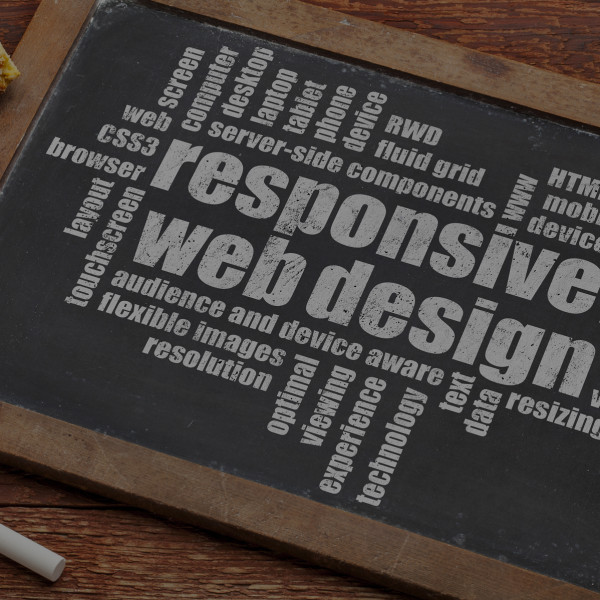 screen
computer
desktop
laptop
tablet
phone
device
web
CSS3
browser
RWD
fluid grid
server-side components
www
responsive
web design
layout
touchscreen
audience and device aware
flexible images
resolution
optimal
viewing
experience
technology
text
data
resizing